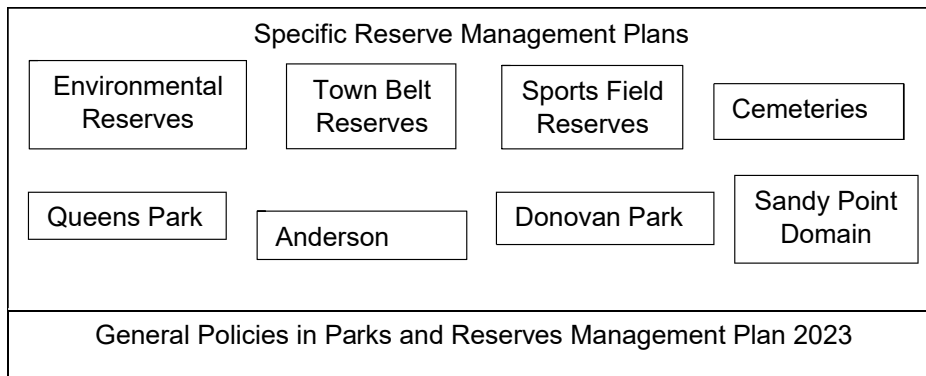 Specific Reserve Management Plans
Environmental
Reserves
Town Belt
Reserves
Sports Field
Reserves
Cemeteries
Queens Park
Anderson
Donovan Park
Sandy Point
Domain
General Policies in Parks and Reserves Management Plan 2023